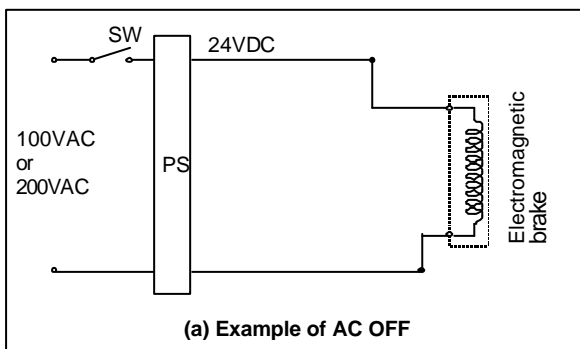 SW
24VDC
100VAC
or
200VAC
PS
Electromagnetic
brake
(a) Example of AC OFF